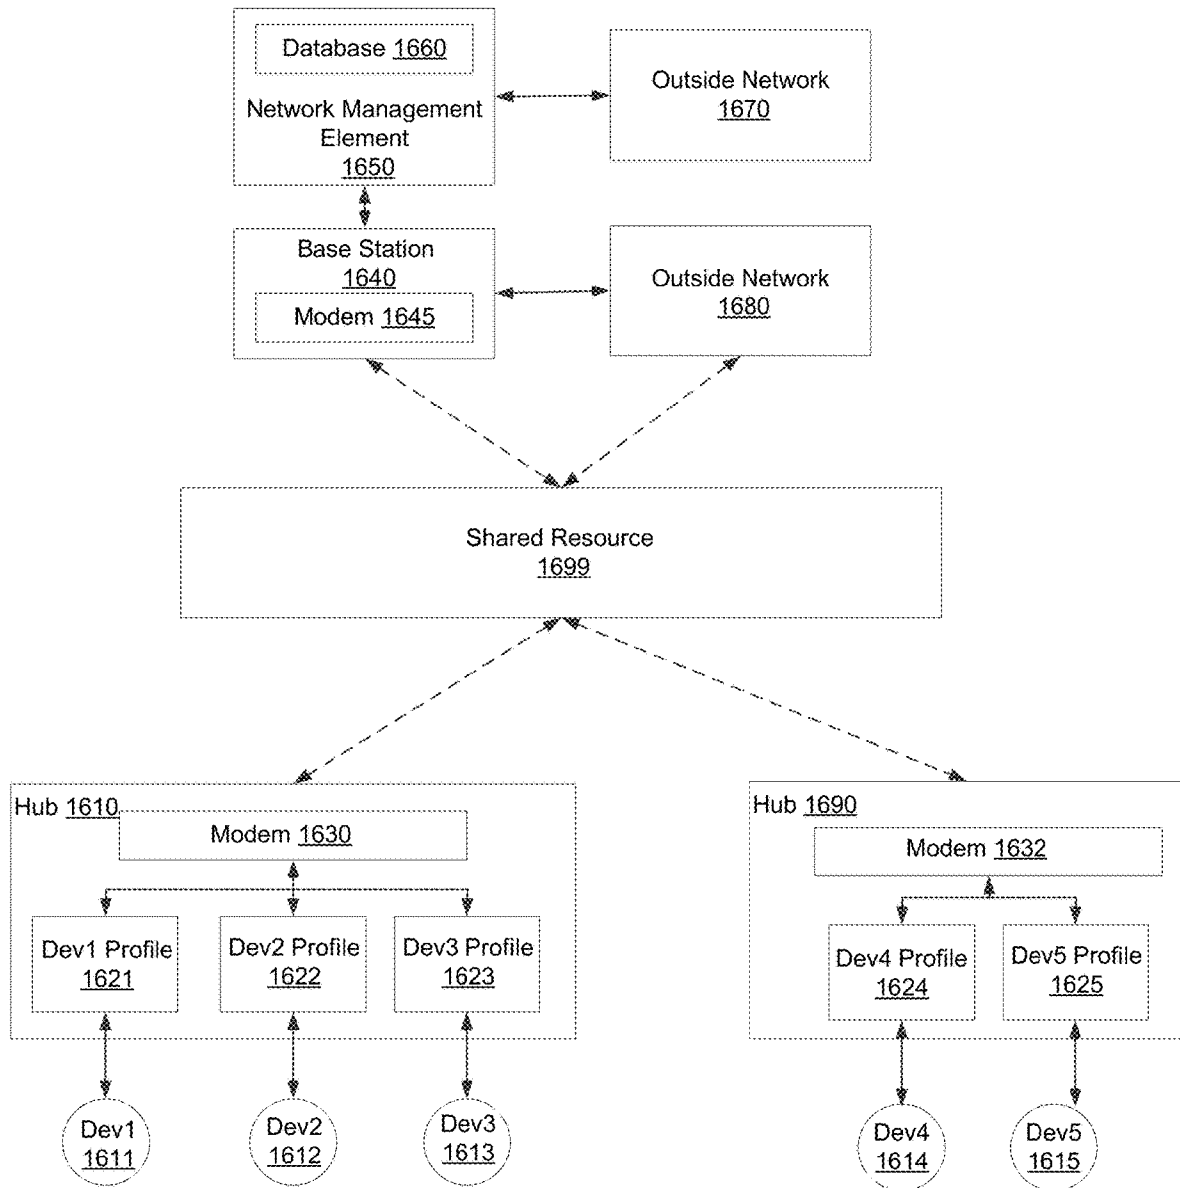 Database 1660
Network Management
Element
1650
Outside Network
1670
Base Station
1640
Modem 1645
Outside Network
1680
Shared Resource
1699
Hub 1610
Modem 1630
Dev1 Profile
1621
Dev2 Profile
1622
Dev3 Profile
1623
Dev1
1611
Dev2
1612
Dev3
1613
Hub 1690
Modem 1632
Dev4 Profile
1624
Dev5 Profile
1625
Dev4
1614
Dev5
1615